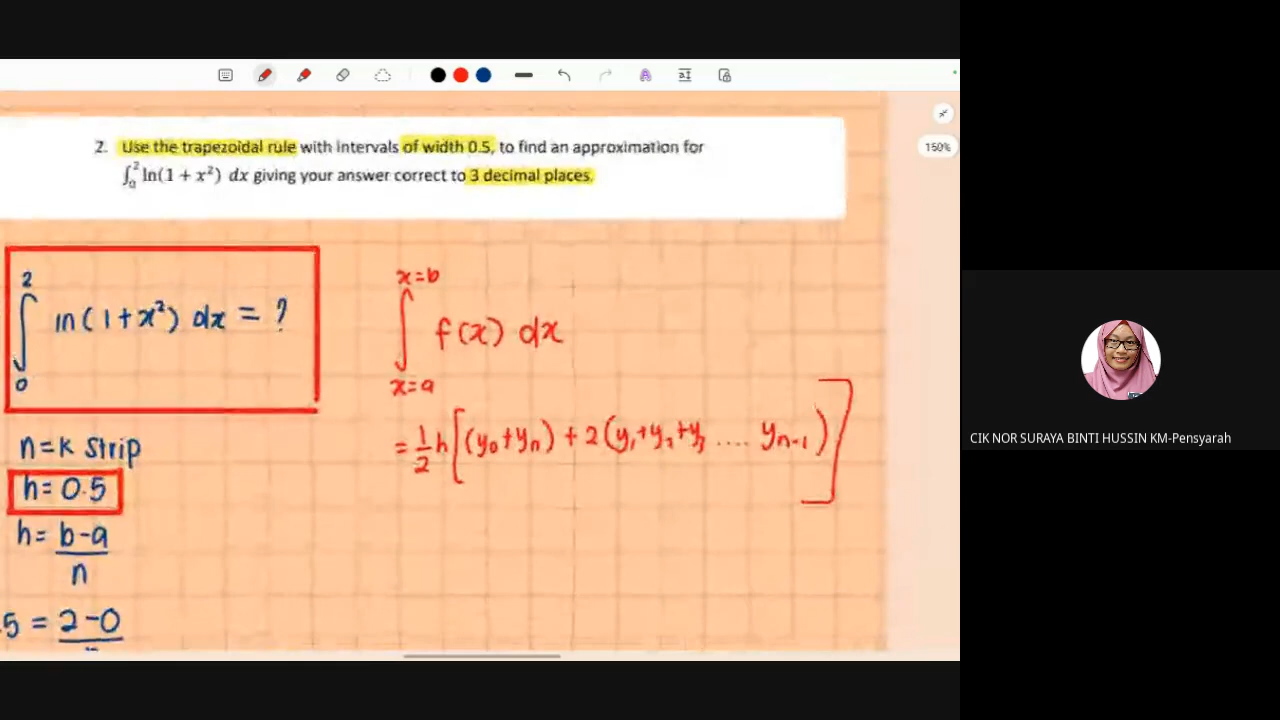 150%
2. Use the trapezoidal rule with intervals of width 0.5, to find an approximation for
∫₀² ln(1 + x²) dx giving your answer correct to 3 decimal places.
∫₀² ln(1+x²) dx = ?
n=k strip
h= 0.5
h= b-a / n
.5 = 2-0
x=b
∫ f(x) dx
x=a
= 1/2 h[(y₀+yₙ) + 2(y₁+y₂+y₃ .... yₙ₋₁)]
CIK NOR SURAYA BINTI HUSSIN KM-Pensyarah